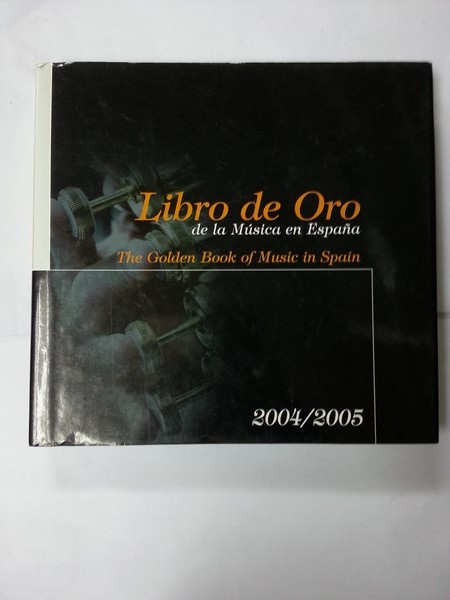 Libro de Oro
de la Música en España
The Golden Book of Music in Spain
2004/2005